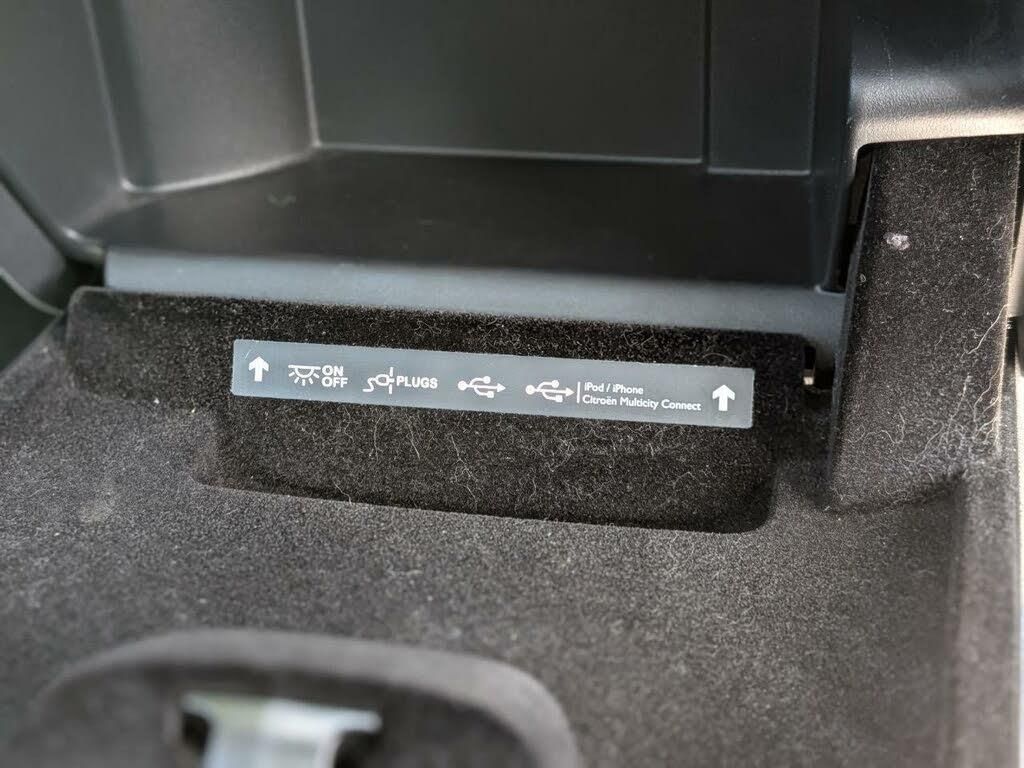 ON
OFF
PLUGS
iPod / iPhone
Citroën Multicity Connect